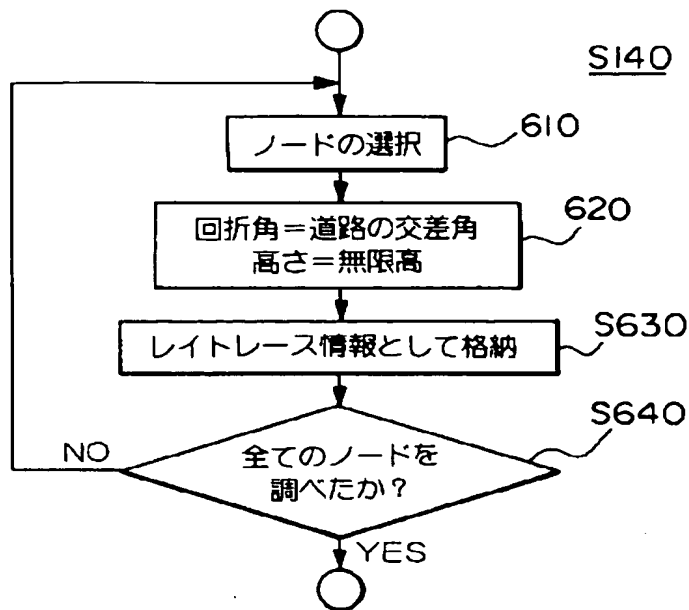 S140
ノードの選択
610
回折角=道路の交差角
高さ=無限高
620
レイトレース情報として格納
S630
全てのノードを
調べたか?
S640
NO
YES